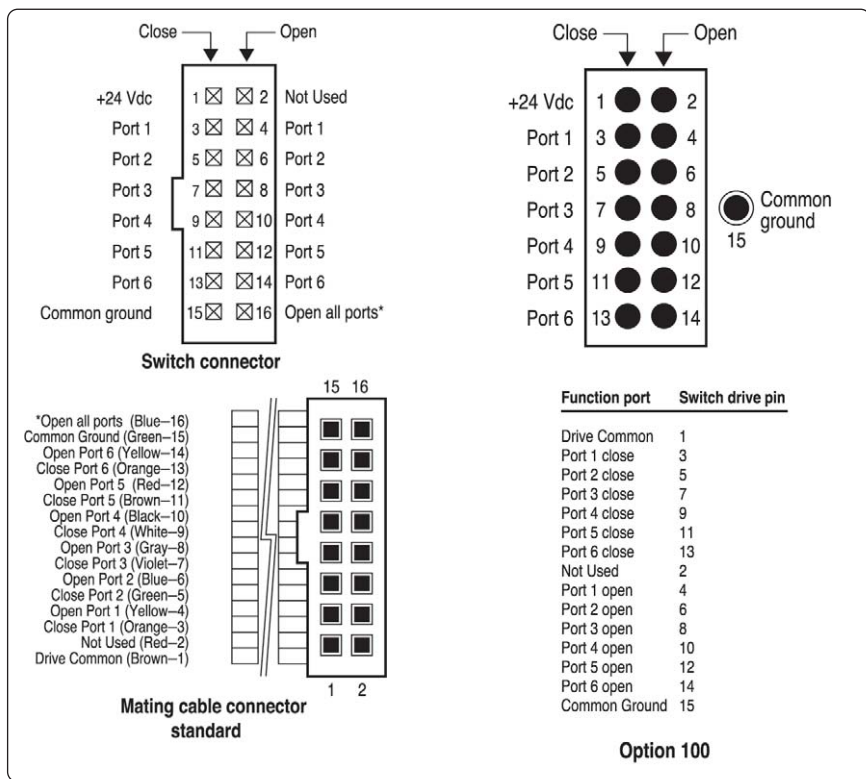 Close Open
+24 Vdc 1 2 Not Used
Port 1 3 4 Port 1
Port 2 5 6 Port 2
Port 3 7 8 Port 3
Port 4 9 10 Port 4
Port 5 11 12 Port 5
Port 6 13 14 Port 6
Common ground 15 16 Open all ports*
Switch connector
Close Open
+24 Vdc 1 2
Port 1 3 4
Port 2 5 6
Port 3 7 8
Port 4 9 10
Port 5 11 12
Port 6 13 14
Common
ground
15
15 16
*Open all ports (Blue–16)
Common Ground (Green–15)
Open Port 6 (Yellow–14)
Close Port 6 (Orange–13)
Open Port 5 (Red–12)
Close Port 5 (Brown–11)
Open Port 4 (Black–10)
Close Port 4 (White–9)
Open Port 3 (Gray–8)
Close Port 3 (Violet–7)
Open Port 2 (Blue–6)
Close Port 2 (Green–5)
Open Port 1 (Yellow–4)
Close Port 1 (Orange–3)
Not Used (Red–2)
Drive Common (Brown–1)
1 2
Mating cable connector
standard
Function port Switch drive pin
Drive Common 1
Port 1 close 3
Port 2 close 5
Port 3 close 7
Port 4 close 9
Port 5 close 11
Port 6 close 13
Not Used 2
Port 1 open 4
Port 2 open 6
Port 3 open 8
Port 4 open 10
Port 5 open 12
Port 6 open 14
Common Ground 15
Option 100